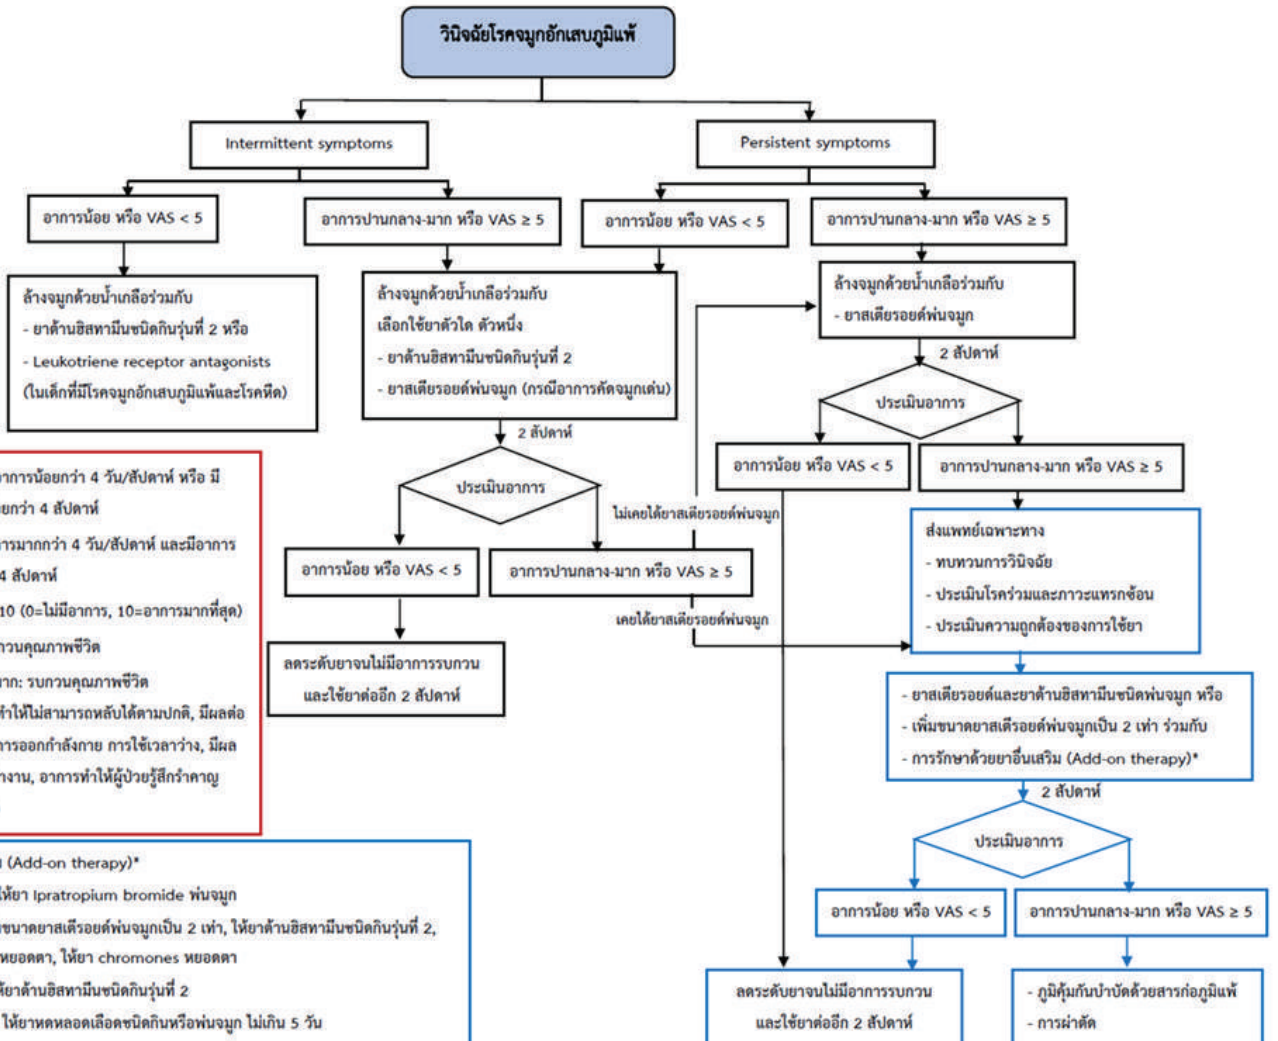 วินิจฉัยโรคจมูกอักเสบภูมิแพ้
Intermittent symptoms
Persistent symptoms
อาการน้อย หรือ VAS < 5
อาการปานกลาง-มาก หรือ VAS ≥ 5
อาการน้อย หรือ VAS < 5
อาการปานกลาง-มาก หรือ VAS ≥ 5
ล้างจมูกด้วยน้ำเกลือร่วมกับ
- ยาต้านฮิสทามีนชนิดกินรุ่นที่ 2 หรือ
- Leukotriene receptor antagonists
(ในเด็กที่มีโรคจมูกอักเสบภูมิแพ้และโรคหืด)
ล้างจมูกด้วยน้ำเกลือร่วมกับ
เลือกใช้ยาตัวใด ตัวหนึ่ง
- ยาต้านฮิสทามีนชนิดกินรุ่นที่ 2
- ยาสเตียรอยด์พ่นจมูก (กรณีอาการคัดจมูกเด่น)
ล้างจมูกด้วยน้ำเกลือร่วมกับ
- ยาสเตียรอยด์พ่นจมูก
2 สัปดาห์
ประเมินอาการ
อาการน้อย หรือ VAS < 5
อาการปานกลาง-มาก หรือ VAS ≥ 5
2 สัปดาห์
ประเมินอาการ
ไม่เคยได้ยาสเตียรอยด์พ่นจมูก
อาการน้อย หรือ VAS < 5
อาการปานกลาง-มาก หรือ VAS ≥ 5
เคยได้ยาสเตียรอยด์พ่นจมูก
ลดระดับยาจนไม่มีอาการรบกวน
และใช้ยาต่ออีก 2 สัปดาห์
ส่งแพทย์เฉพาะทาง
- ทบทวนการวินิจฉัย
- ประเมินโรคร่วมและภาวะแทรกซ้อน
- ประเมินความถูกต้องของการใช้ยา
- ยาสเตียรอยด์และยาต้านฮิสทามีนชนิดพ่นจมูก หรือ
- เพิ่มขนาดยาสเตีรอยด์พ่นจมูกเป็น 2 เท่า ร่วมกับ
- การรักษาด้วยยาอื่นเสริม (Add-on therapy)*
2 สัปดาห์
ประเมินอาการ
อาการน้อย หรือ VAS < 5
อาการปานกลาง-มาก หรือ VAS ≥ 5
ลดระดับยาจนไม่มีอาการรบกวน
และใช้ยาต่ออีก 2 สัปดาห์
- ภูมิคุ้มกันบำบัดด้วยสารก่อภูมิแพ้
- การผ่าตัด
อาการน้อยกว่า 4 วัน/สัปดาห์ หรือ มี
ยกว่า 4 สัปดาห์
การมากกว่า 4 วัน/สัปดาห์ และมีอาการ
4 สัปดาห์
10 (0=ไม่มีอาการ, 10=อาการมากที่สุด)
กวนคุณภาพชีวิต
มาก: รบกวนคุณภาพชีวิต
ทำให้ไม่สามารถหลับได้ตามปกติ, มีผลต่อ
การออกกำลังกาย การใช้เวลาว่าง, มีผล
างาน, อาการทำให้ผู้ป่วยรู้สึกรำคาญ
(Add-on therapy)*
ให้ยา Ipratropium bromide พ่นจมูก
ขนาดยาสเตีรอยด์พ่นจมูกเป็น 2 เท่า, ให้ยาต้านฮิสทามีนชนิดกินรุ่นที่ 2,
หยอดตา, ให้ยา chromones หยอดตา
ให้ยาต้านฮิสทามีนชนิดกินรุ่นที่ 2
ให้ยาหดหลอดเลือดชนิดกินหรือพ่นจมูก ไม่เกิน 5 วัน